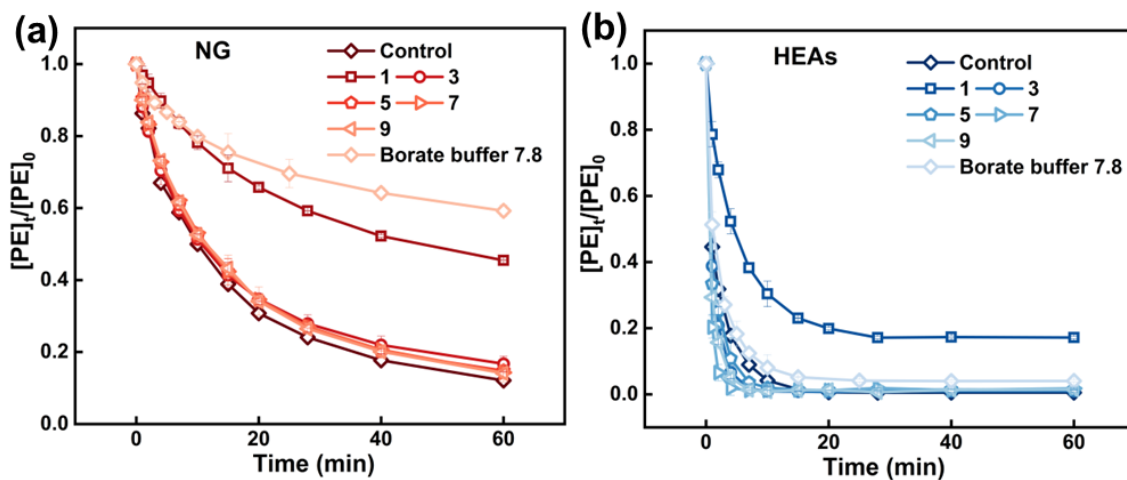 (a)
NG
Control
1 3
5 7
9
Borate buffer 7.8
[PE]t/[PE]0
1.0
0.8
0.6
0.4
0.2
0.0
0 20 40 60
Time (min)
(b)
HEAs
Control
1 3
5 7
9
Borate buffer 7.8
[PE]t/[PE]0
1.0
0.8
0.6
0.4
0.2
0.0
0 20 40 60
Time (min)